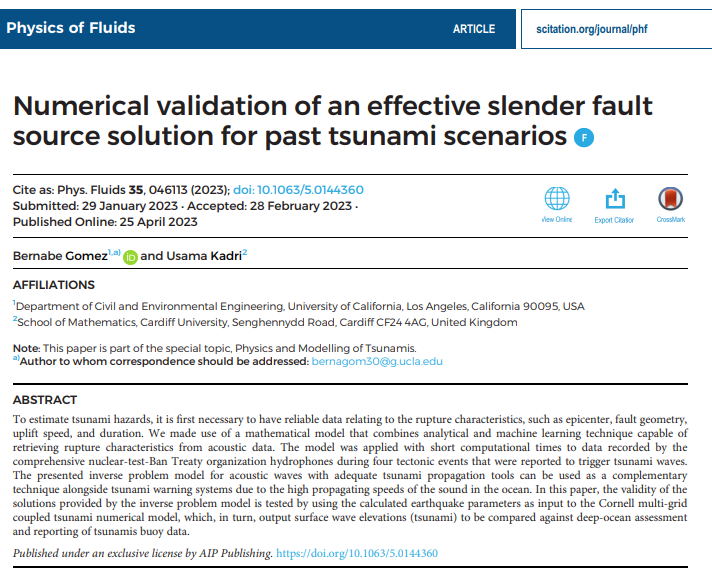 Physics of Fluids
ARTICLE
scitation.org/journal/phf
Numerical validation of an effective slender fault
source solution for past tsunami scenarios F
Cite as: Phys. Fluids 35, 046113 (2023); doi: 10.1063/5.0144360
Submitted: 29 January 2023 · Accepted: 28 February 2023 ·
Published Online: 25 April 2023
View Online
Export Citation
CrossMark
Bernabe Gomez1,a) iD and Usama Kadri2
AFFILIATIONS
1Department of Civil and Environmental Engineering, University of California, Los Angeles, California 90095, USA
2School of Mathematics, Cardiff University, Senghennydd Road, Cardiff CF24 4AG, United Kingdom
Note: This paper is part of the special topic, Physics and Modelling of Tsunamis.
a)Author to whom correspondence should be addressed: bernagom30@g.ucla.edu
ABSTRACT
To estimate tsunami hazards, it is first necessary to have reliable data relating to the rupture characteristics, such as epicenter, fault geometry,
uplift speed, and duration. We made use of a mathematical model that combines analytical and machine learning technique capable of
retrieving rupture characteristics from acoustic data. The model was applied with short computational times to data recorded by the
comprehensive nuclear-test-Ban Treaty organization hydrophones during four tectonic events that were reported to trigger tsunami waves.
The presented inverse problem model for acoustic waves with adequate tsunami propagation tools can be used as a complementary
technique alongside tsunami warning systems due to the high propagating speeds of the sound in the ocean. In this paper, the validity of the
solutions provided by the inverse problem model is tested by using the calculated earthquake parameters as input to the Cornell multi-grid
coupled tsunami numerical model, which, in turn, output surface wave elevations (tsunami) to be compared against deep-ocean assessment
and reporting of tsunamis buoy data.
Published under an exclusive license by AIP Publishing. https://doi.org/10.1063/5.0144360